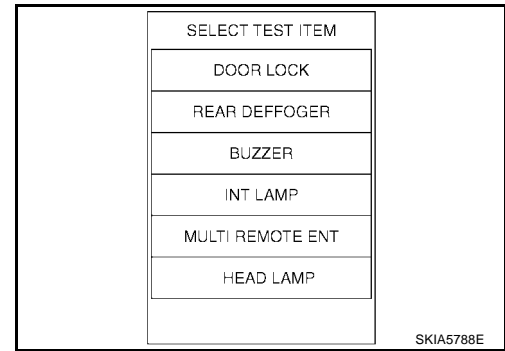 SELECT TEST ITEM
DOOR LOCK
REAR DEFFOGER
BUZZER
INT LAMP
MULTI REMOTE ENT
HEAD LAMP
SKIA5788E